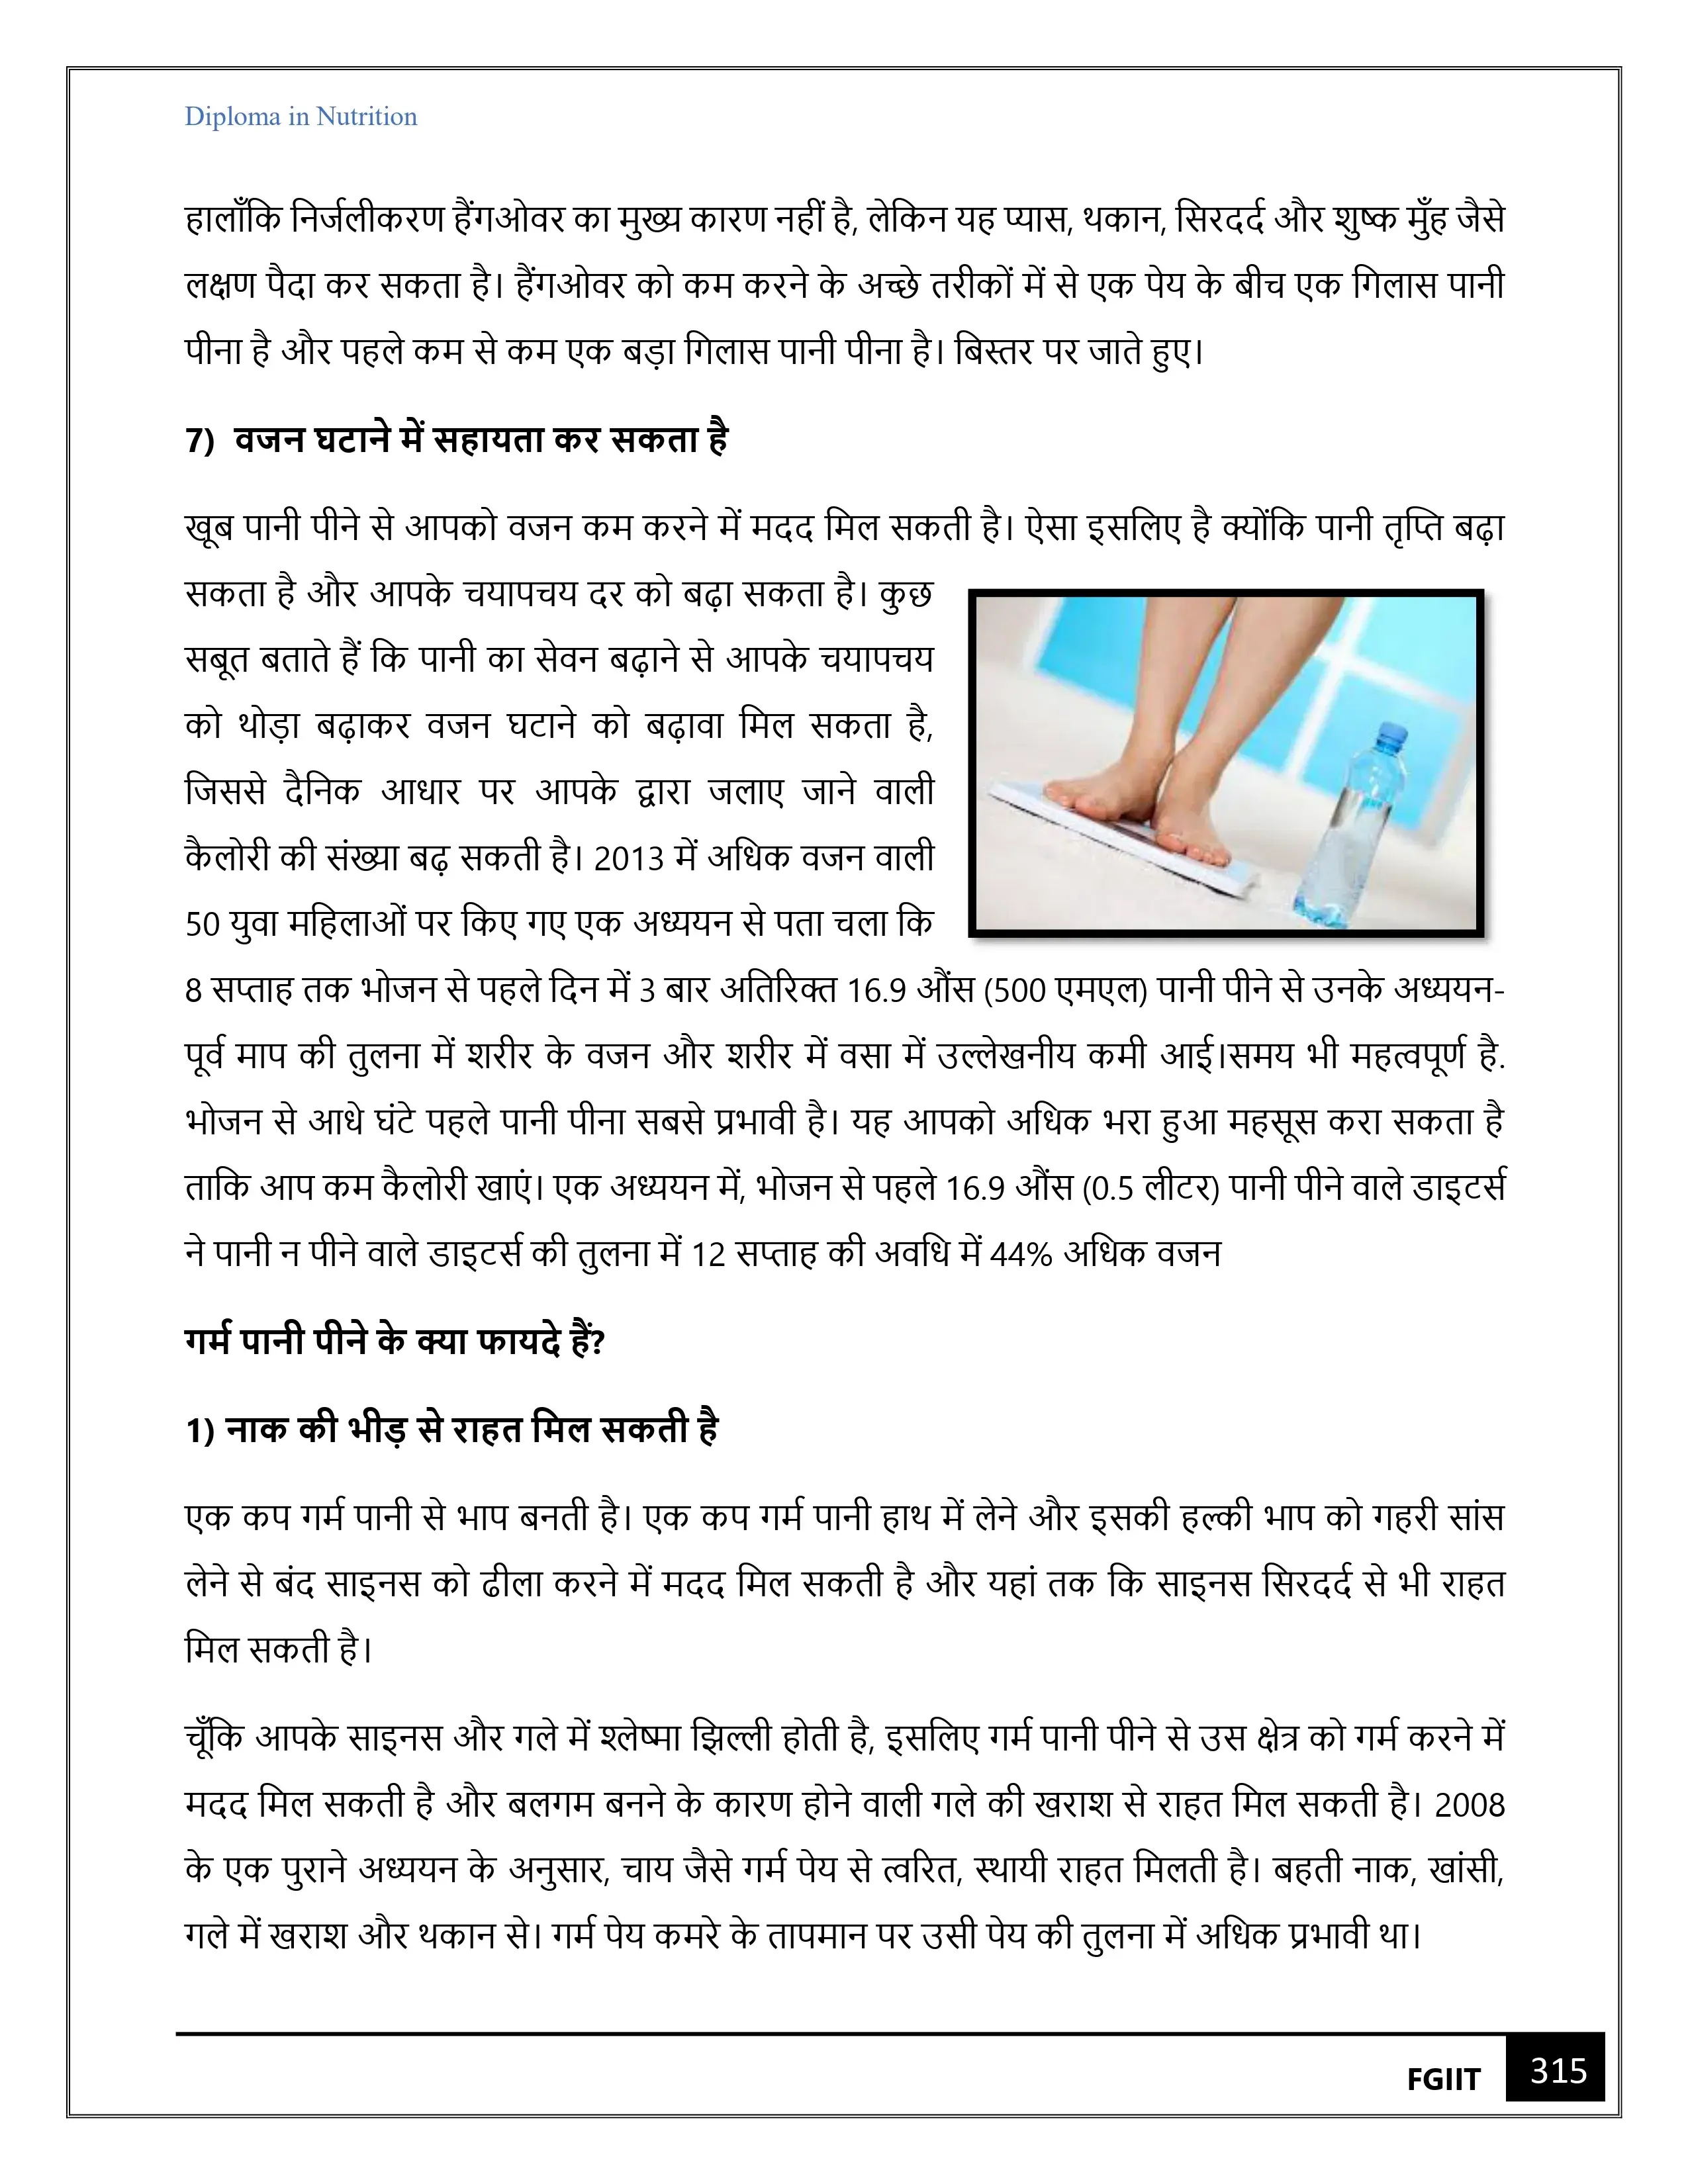 Diploma in Nutrition
हालाँकि निर्जलीकरण हैंगओवर का मुख्य कारण नहीं है, लेकिन यह प्यास, थकान, सिरदर्द और शुष्क मुँह जैसे
लक्षण पैदा कर सकता है। हैंगओवर को कम करने के अच्छे तरीकों में से एक पेय के बीच एक गिलास पानी
पीना है और पहले कम से कम एक बड़ा गिलास पानी पीना है। बिस्तर पर जाते हुए।
7) वजन घटाने में सहायता कर सकता है
खूब पानी पीने से आपको वजन कम करने में मदद मिल सकती है। ऐसा इसलिए है क्योंकि पानी तृप्ति बढ़ा
सकता है और आपके चयापचय दर को बढ़ा सकता है। कुछ
सबूत बताते हैं कि पानी का सेवन बढ़ाने से आपके चयापचय
को थोड़ा बढ़ाकर वजन घटाने को बढ़ावा मिल सकता है,
जिससे दैनिक आधार पर आपके द्वारा जलाए जाने वाली
कैलोरी की संख्या बढ़ सकती है। 2013 में अधिक वजन वाली
50 युवा महिलाओं पर किए गए एक अध्ययन से पता चला कि
8 सप्ताह तक भोजन से पहले दिन में 3 बार अतिरिक्त 16.9 औंस (500 एमएल) पानी पीने से उनके अध्ययन-
पूर्व माप की तुलना में शरीर के वजन और शरीर में वसा में उल्लेखनीय कमी आई।समय भी महत्वपूर्ण है.
भोजन से आधे घंटे पहले पानी पीना सबसे प्रभावी है। यह आपको अधिक भरा हुआ महसूस करा सकता है
ताकि आप कम कैलोरी खाएं। एक अध्ययन में, भोजन से पहले 16.9 औंस (0.5 लीटर) पानी पीने वाले डाइटर्स
ने पानी न पीने वाले डाइटर्स की तुलना में 12 सप्ताह की अवधि में 44% अधिक वजन
गर्म पानी पीने के क्या फायदे हैं?
1) नाक की भीड़ से राहत मिल सकती है
एक कप गर्म पानी से भाप बनती है। एक कप गर्म पानी हाथ में लेने और इसकी हल्की भाप को गहरी सांस
लेने से बंद साइनस को ढीला करने में मदद मिल सकती है और यहां तक कि साइनस सिरदर्द से भी राहत
मिल सकती है।
चूँकि आपके साइनस और गले में श्लेष्मा झिल्ली होती है, इसलिए गर्म पानी पीने से उस क्षेत्र को गर्म करने में
मदद मिल सकती है और बलगम बनने के कारण होने वाली गले की खराश से राहत मिल सकती है। 2008
के एक पुराने अध्ययन के अनुसार, चाय जैसे गर्म पेय से त्वरित, स्थायी राहत मिलती है। बहती नाक, खांसी,
गले में खराश और थकान से। गर्म पेय कमरे के तापमान पर उसी पेय की तुलना में अधिक प्रभावी था।
FGIIT 315